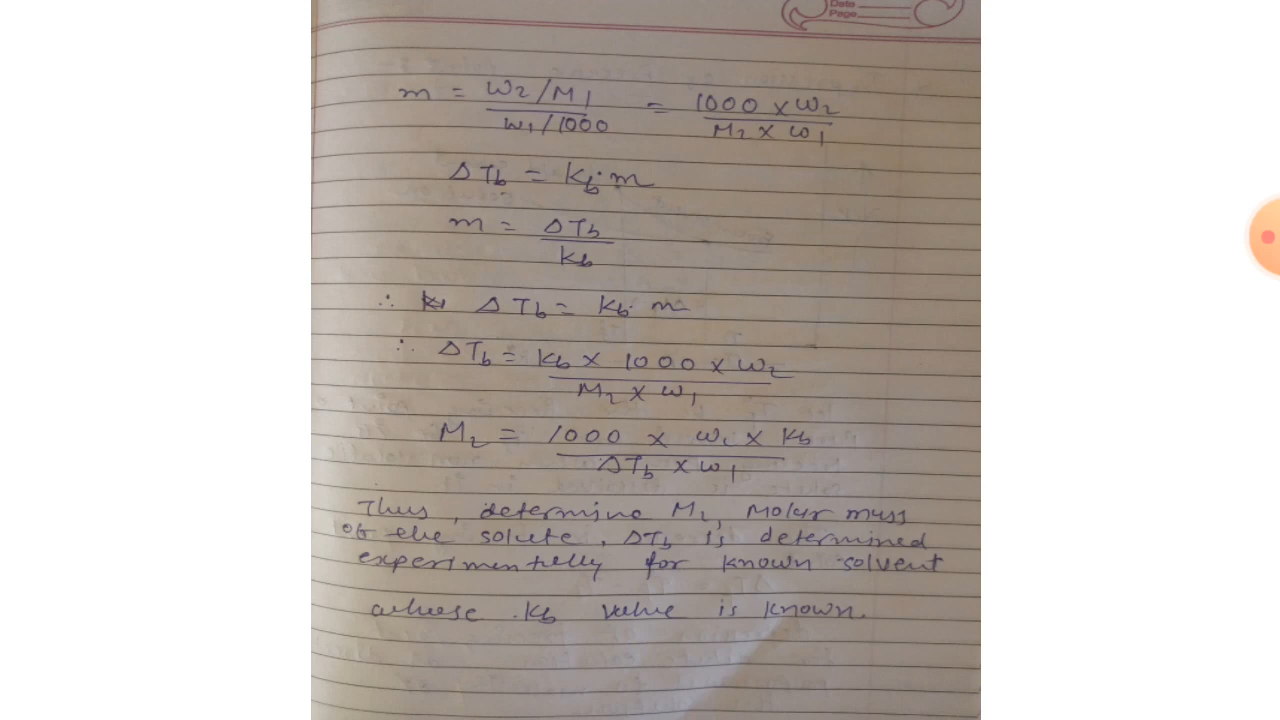 Date
Page
m = W2/M1 / w1/1000 = 1000 x w2 / M2 x w1
ΔTb = Kb·m
m = ΔTb / Kb
∴ ΔTb = Kb· m
∴ ΔTb = Kb x 1000 x w2 / M2 x w1
M2 = 1000 x w2 x Kb / ΔTb x w1
Thus, determine M2, Molar mass
of the solute, ΔTb is determined
experimentally for known solvent
whose Kb value is known.